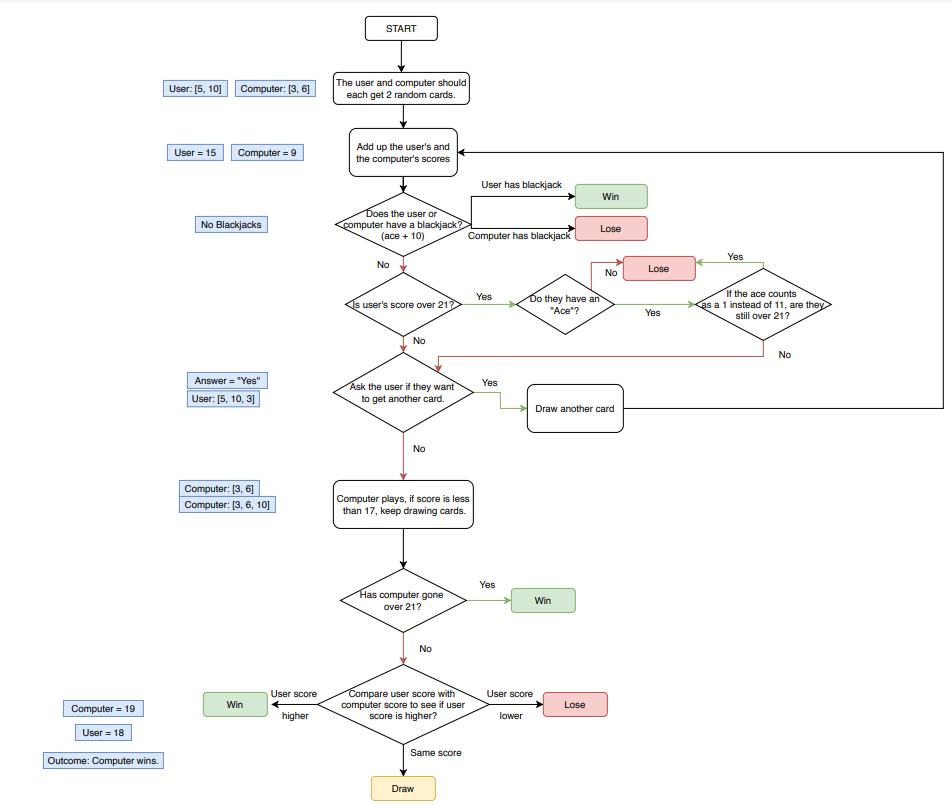 START
User: [5, 10]
Computer: [3, 6]
The user and computer should
each get 2 random cards.
User = 15
Computer = 9
Add up the user's and
the computer's scores
No Blackjacks
Does the user or
computer have a blackjack?
(ace + 10)
User has blackjack
Win
Computer has blackjack
Lose
No
Is user's score over 21?
Yes
Do they have an
"Ace"?
No
Lose
Yes
Yes
If the ace counts
as a 1 instead of 11, are they
still over 21?
No
No
Answer = "Yes"
User: [5, 10, 3]
Ask the user if they want
to get another card.
Yes
Draw another card
No
Computer: [3, 6]
Computer: [3, 6, 10]
Computer plays, if score is less
than 17, keep drawing cards.
Has computer gone
over 21?
Yes
Win
No
Computer = 19
User = 18
Outcome: Computer wins.
Win
User score
higher
Compare user score with
computer score to see if user
score is higher?
User score
lower
Lose
Same score
Draw